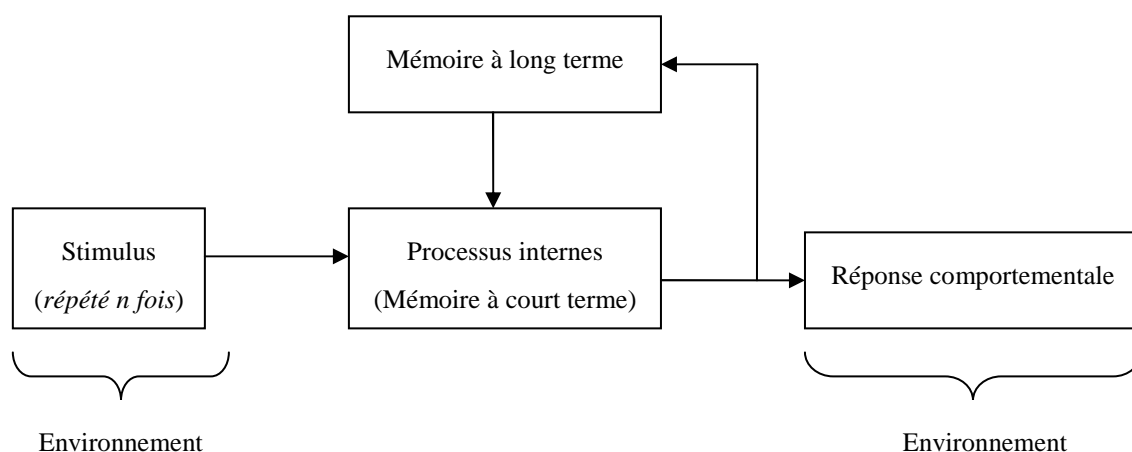 Mémoire à long terme
Stimulus
(répété n fois)
Processus internes
(Mémoire à court terme)
Réponse comportementale
Environnement
Environnement